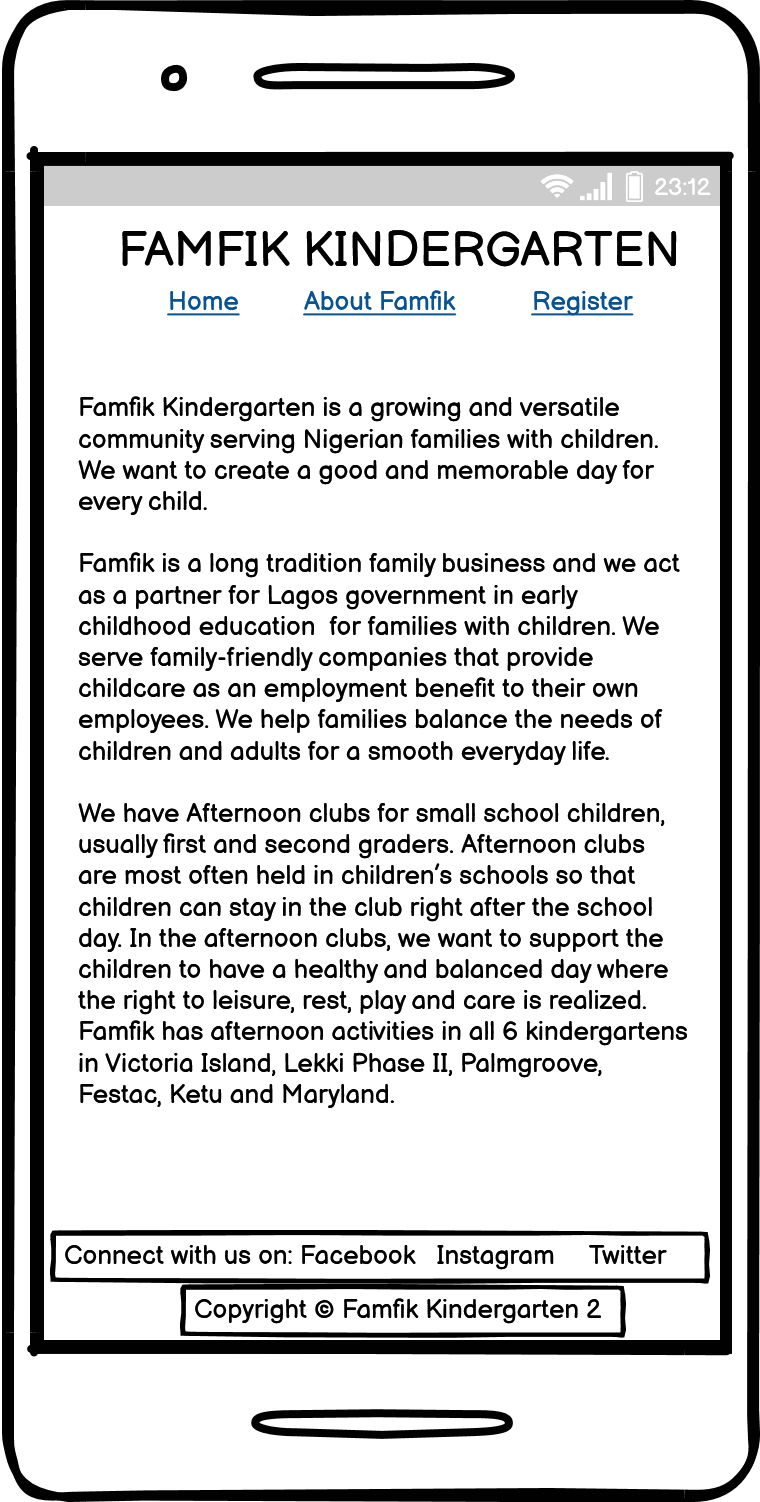 23:12
FAMFIK KINDERGARTEN
Home About Famfik Register
Famfik Kindergarten is a growing and versatile
community serving Nigerian families with children.
We want to create a good and memorable day for
every child.
Famfik is a long tradition family business and we act
as a partner for Lagos government in early
childhood education  for families with children. We
serve family-friendly companies that provide
childcare as an employment benefit to their own
employees. We help families balance the needs of
children and adults for a smooth everyday life.
We have Afternoon clubs for small school children,
usually first and second graders. Afternoon clubs
are most often held in children's schools so that
children can stay in the club right after the school
day. In the afternoon clubs, we want to support the
children to have a healthy and balanced day where
the right to leisure, rest, play and care is realized.
Famfik has afternoon activities in all 6 kindergartens
in Victoria Island, Lekki Phase II, Palmgroove,
Festac, Ketu and Maryland.
Connect with us on: Facebook Instagram Twitter
Copyright © Famfik Kindergarten 2